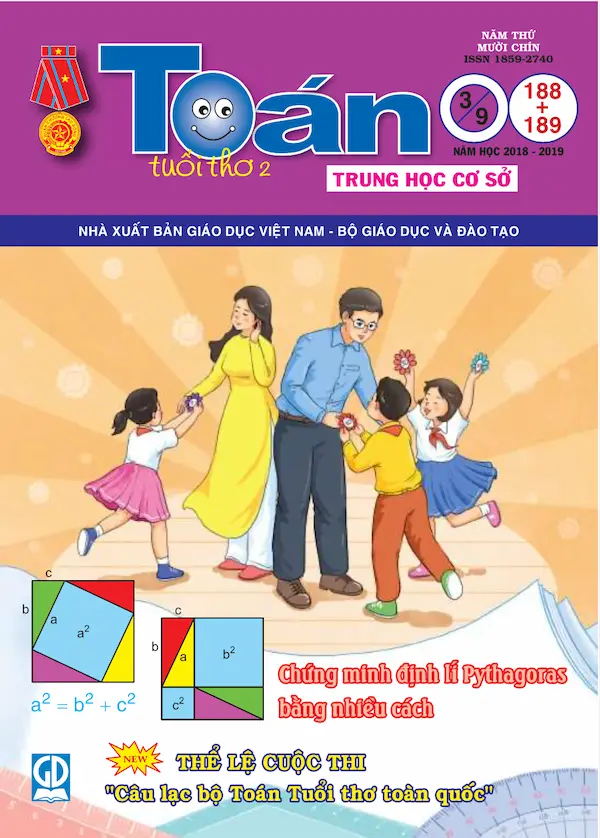 NĂM THỨ
MƯỜI CHÍN
ISSN 1859-2740
Toán
tuổi thơ 2
3/9
188
+
189
NĂM HỌC 2018 - 2019
TRUNG HỌC CƠ SỞ
NHÀ XUẤT BẢN GIÁO DỤC VIỆT NAM - BỘ GIÁO DỤC VÀ ĐÀO TẠO
c
b
a
a²
a² = b² + c²
c
b
a
b²
c²
Chứng minh định lí Pythagoras
bằng nhiều cách
GD
NEW
THỂ LỆ CUỘC THI
"Câu lạc bộ Toán Tuổi thơ toàn quốc"